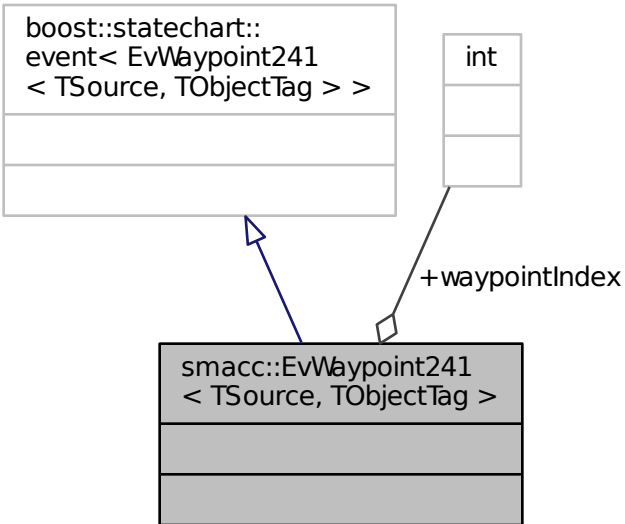 boost::statechart::
event< EvWaypoint241
< TSource, TObjectTag > >
int
+waypointIndex
smacc::EvWaypoint241
< TSource, TObjectTag >